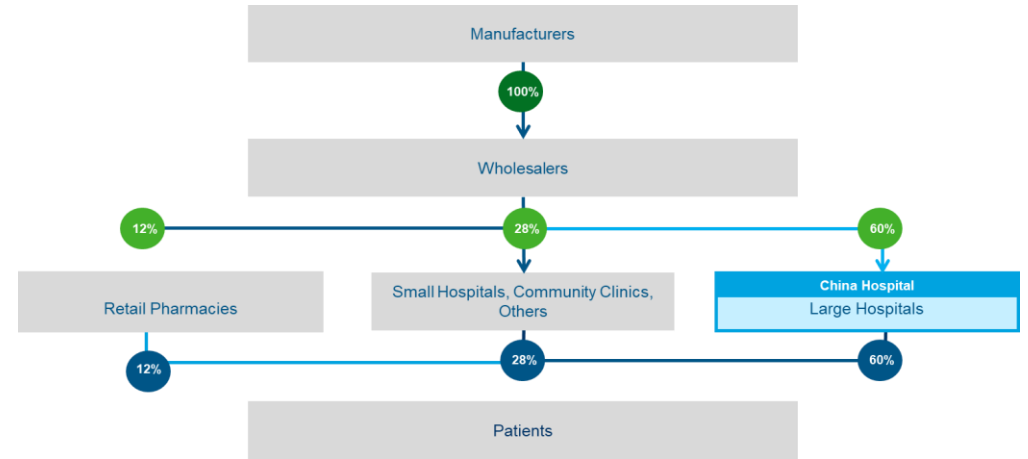 Manufacturers
100%
Wholesalers
12%
28%
60%
China Hospital
Retail Pharmacies
Small Hospitals, Community Clinics,
Others
Large Hospitals
12%
28%
60%
Patients